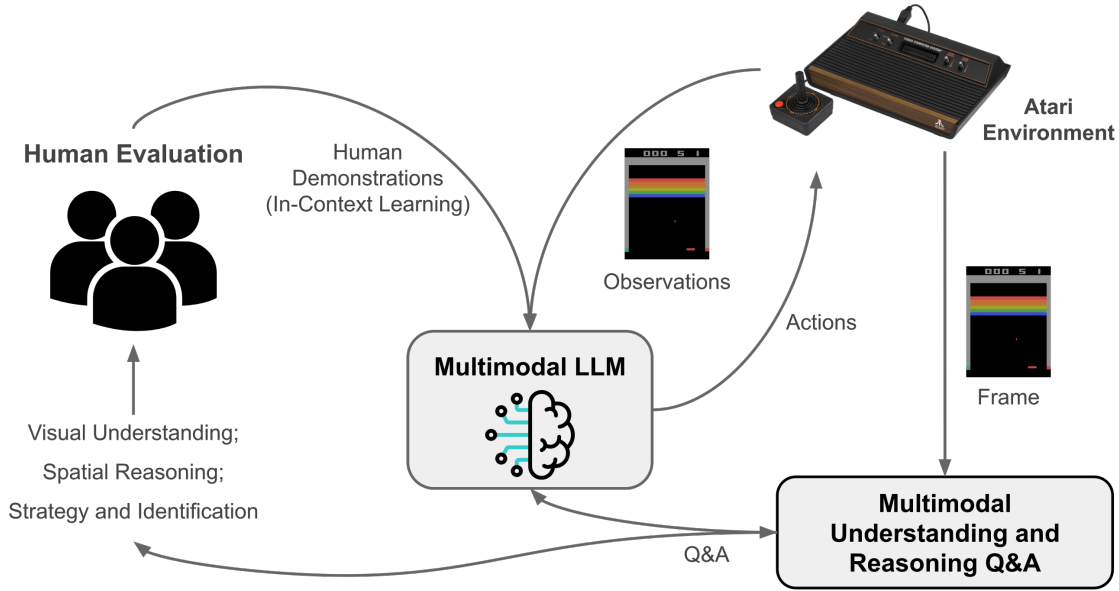 Atari
Environment
Human Evaluation
Human
Demonstrations
(In-Context Learning)
000 5 1
Observations
000 5 1
Actions
Multimodal LLM
Frame
Visual Understanding;
Spatial Reasoning;
Strategy and Identification
Q&A
Multimodal
Understanding and
Reasoning Q&A